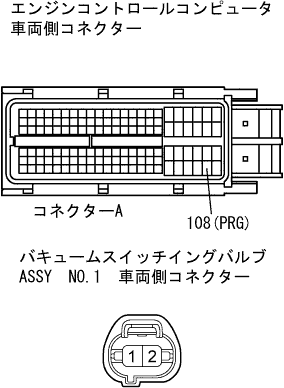 エンジンコントロールコンピュータ
車両側コネクター
コネクターA
108(PRG)
バキュームスイッチイングバルブ
ASSY NO.1 車両側コネクター
1 2